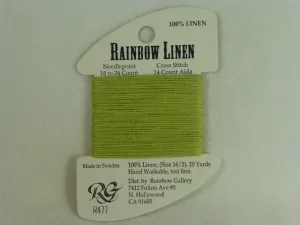 100% LINEN
RAINBOW LINEN
Needlepoint
18 to 24 Count
Cross Stitch
14 Count Aida
Made in Sweden
RG
R477
100% Linen, (Size 16/2), 20 Yards
Hand Washable, test first.
Dist. by Rainbow Gallery
7412 Fulton Ave #5
N. Hollywood
CA 91605